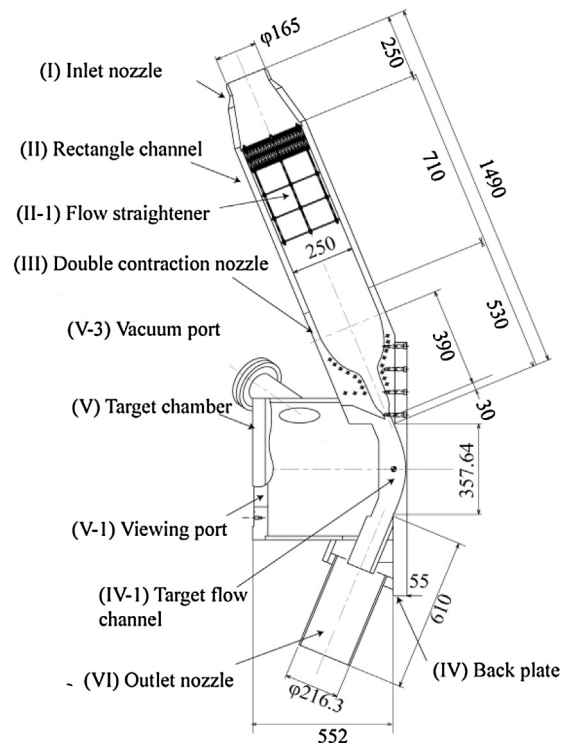 φ165
250
(I) Inlet nozzle
(II) Rectangle channel
710
1490
(II-1) Flow straightener
250
(III) Double contraction nozzle
530
(V-3) Vacuum port
390
(V) Target chamber
30
357.64
(V-1) Viewing port
(IV-1) Target flow
channel
55
610
(VI) Outlet nozzle
(IV) Back plate
φ216.3
552